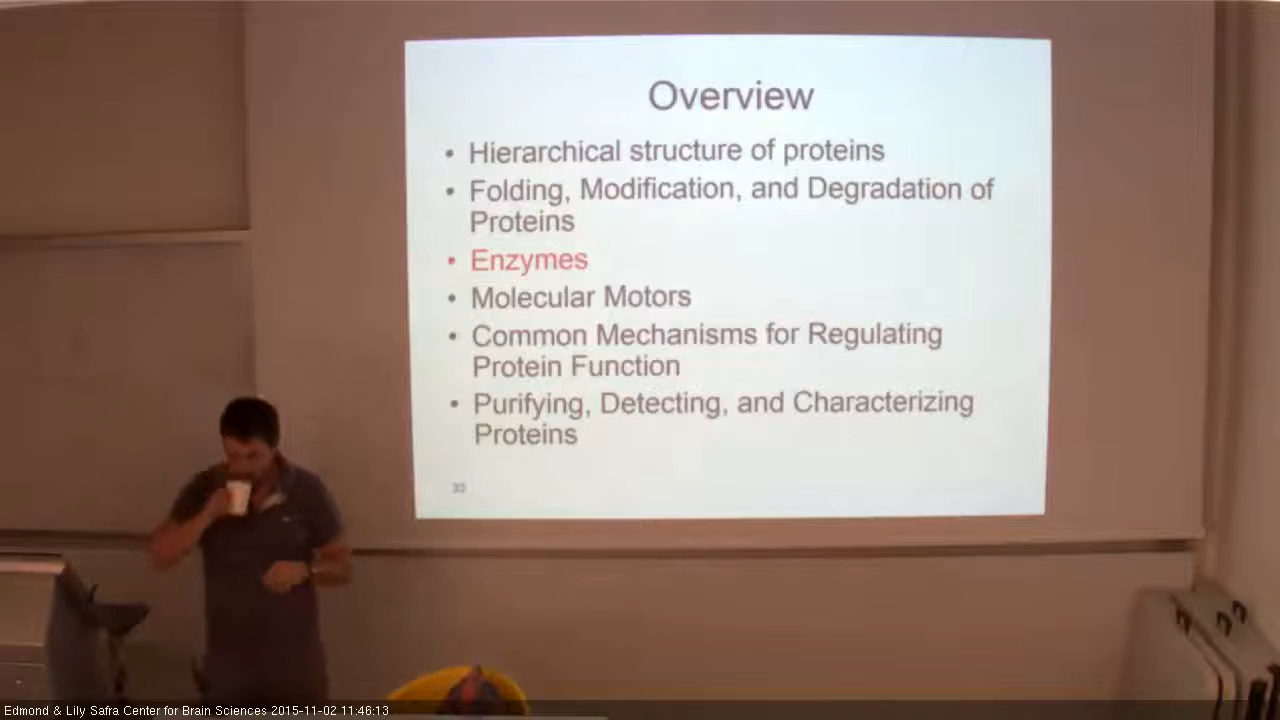 Overview
• Hierarchical structure of proteins
• Folding, Modification, and Degradation of
Proteins
• Enzymes
• Molecular Motors
• Common Mechanisms for Regulating
Protein Function
• Purifying, Detecting, and Characterizing
Proteins
Edmond & Lily Safra Center for Brain Sciences 2015-11-02 11:46:13